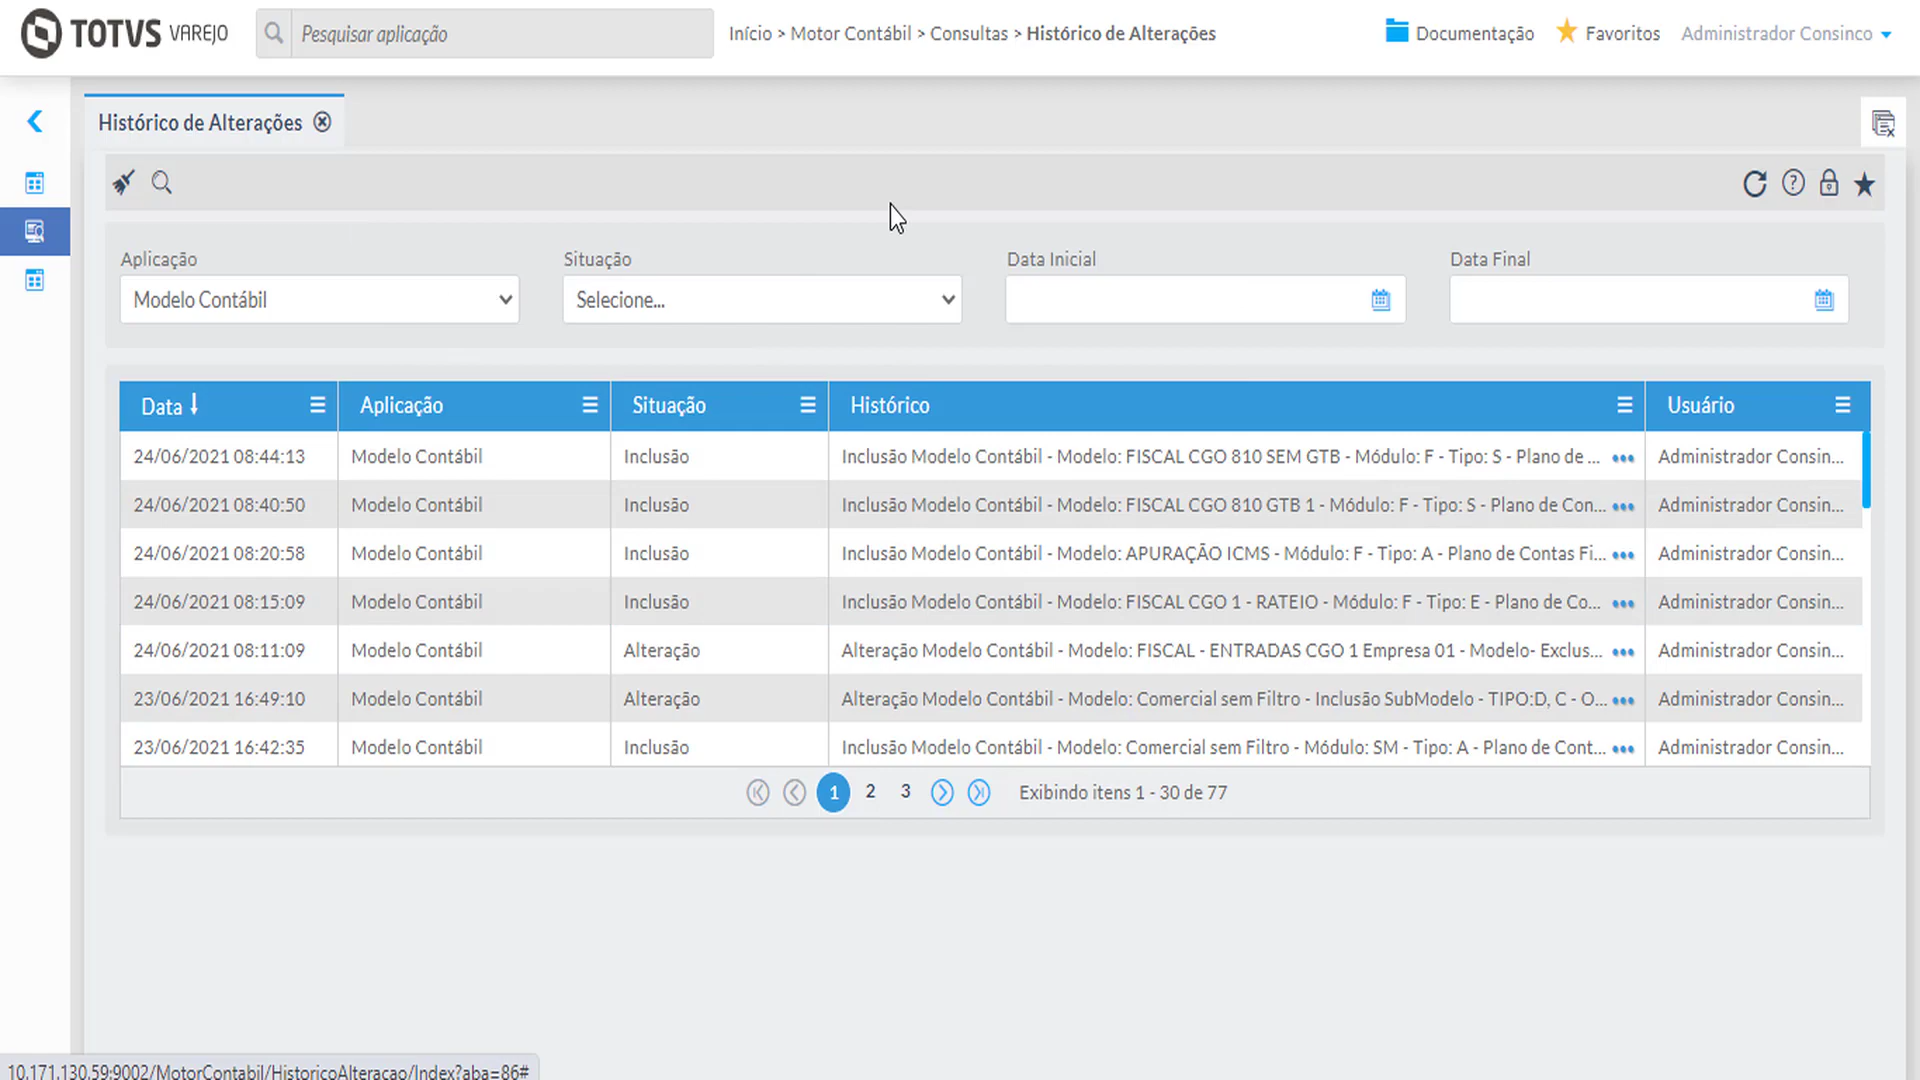 TOTVS VAREJO
Pesquisar aplicação
Início > Motor Contábil > Consultas > Histórico de Alterações
Documentação
Favoritos
Administrador Consinco
Histórico de Alterações
Aplicação
Situação
Data Inicial
Data Final
Modelo Contábil
Selecione...
Data Aplicação Situação Histórico Usuário
24/06/2021 08:44:13 Modelo Contábil Inclusão Inclusão Modelo Contábil - Modelo: FISCAL CGO 810 SEM GTB - Módulo: F - Tipo: S - Plano de ... Administrador Consin...
24/06/2021 08:40:50 Modelo Contábil Inclusão Inclusão Modelo Contábil - Modelo: FISCAL CGO 810 GTB 1 - Módulo: F - Tipo: S - Plano de Con... Administrador Consin...
24/06/2021 08:20:58 Modelo Contábil Inclusão Inclusão Modelo Contábil - Modelo: APURAÇÃO ICMS - Módulo: F - Tipo: A - Plano de Contas Fi... Administrador Consin...
24/06/2021 08:15:09 Modelo Contábil Inclusão Inclusão Modelo Contábil - Modelo: FISCAL CGO 1 - RATEIO - Módulo: F - Tipo: E - Plano de Co... Administrador Consin...
24/06/2021 08:11:09 Modelo Contábil Alteração Alteração Modelo Contábil - Modelo: FISCAL - ENTRADAS CGO 1 Empresa 01 - Modelo- Exclus... Administrador Consin...
23/06/2021 16:49:10 Modelo Contábil Alteração Alteração Modelo Contábil - Modelo: Comercial sem Filtro - Inclusão SubModelo - TIPO:D, C - O... Administrador Consin...
23/06/2021 16:42:35 Modelo Contábil Inclusão Inclusão Modelo Contábil - Modelo: Comercial sem Filtro - Módulo: SM - Tipo: A - Plano de Cont... Administrador Consin...
1 2 3 Exibindo itens 1 - 30 de 77
10.171.130.59:9002/MotorContabil/HistoricoAlteracao/Index?aba=86#